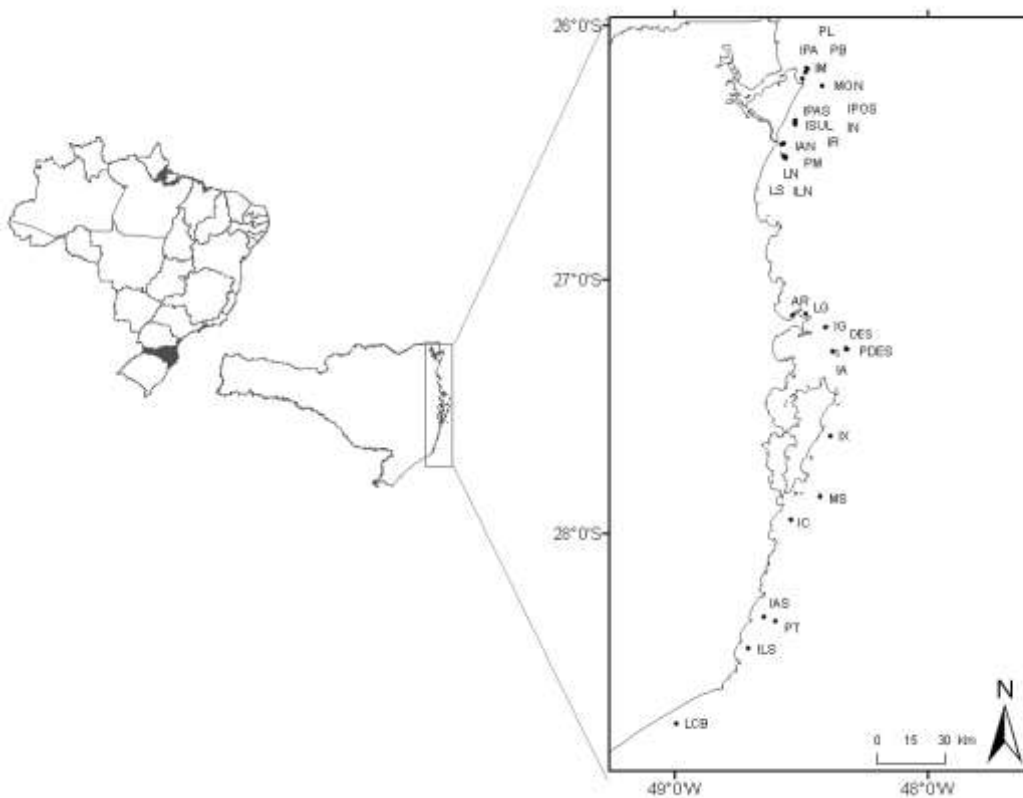 26°0'S
PL
IPA PB
IM
MON
IPAS IPOS
ISUL IN
IAN IR
PM
LN
LS ILN
27°0'S
AR LG
IG
DES
PDES
IA
IX
MS
28°0'S
IC
IAS
PT
ILS
LCB
N
0 15 30 Km
49°0'W 48°0'W